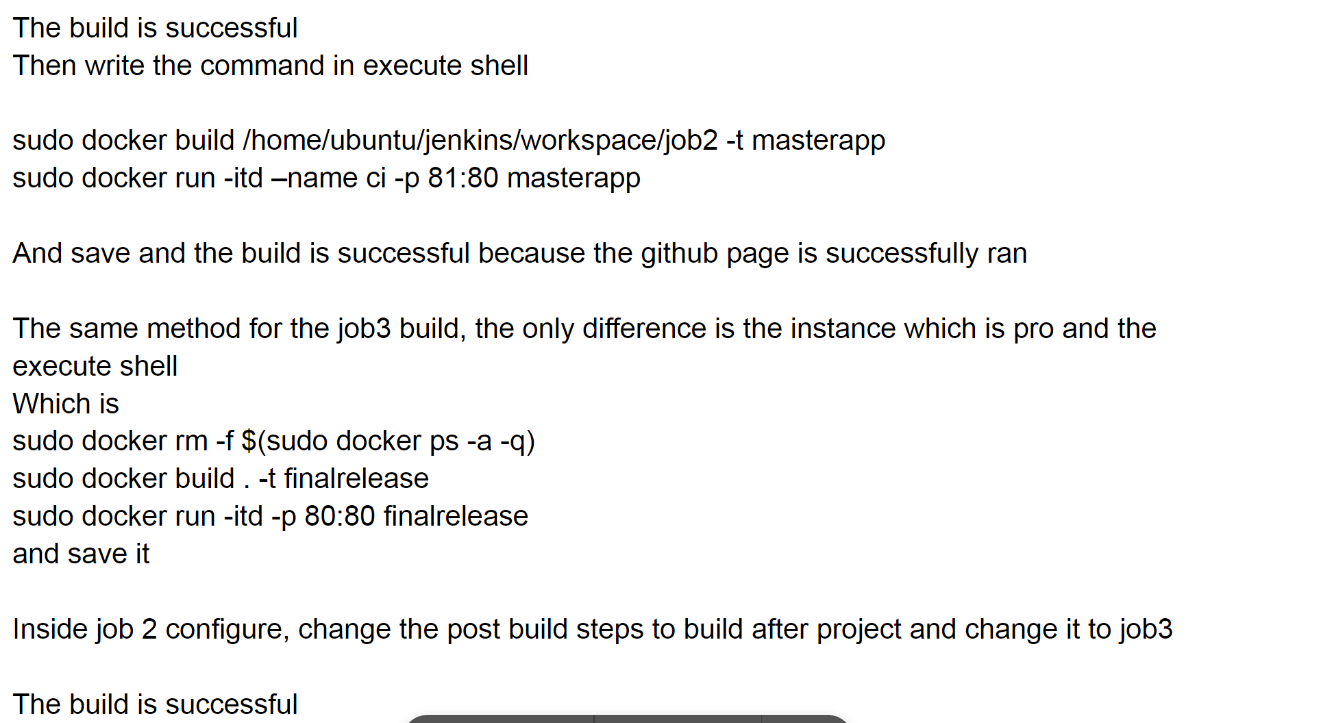 The build is successful
Then write the command in execute shell
sudo docker build /home/ubuntu/jenkins/workspace/job2 -t masterapp
sudo docker run -itd –name ci -p 81:80 masterapp
And save and the build is successful because the github page is successfully ran
The same method for the job3 build, the only difference is the instance which is pro and the
execute shell
Which is
sudo docker rm -f $(sudo docker ps -a -q)
sudo docker build . -t finalrelease
sudo docker run -itd -p 80:80 finalrelease
and save it
Inside job 2 configure, change the post build steps to build after project and change it to job3
The build is successful